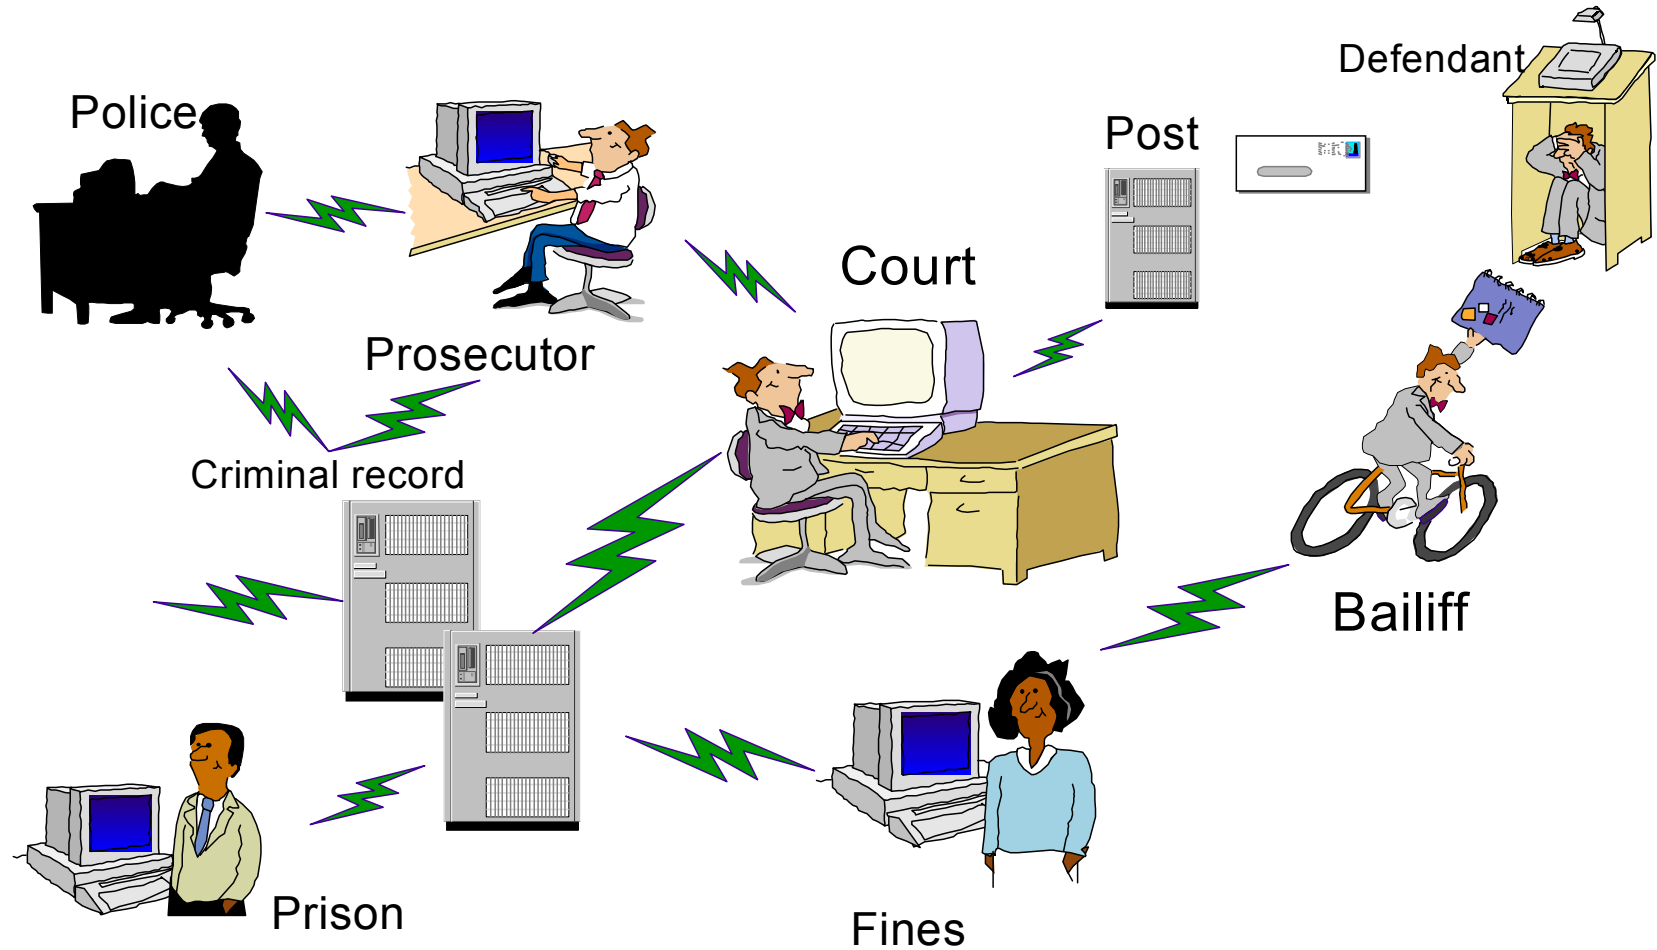 Defendant
Police
Post
Court
Prosecutor
Criminal record
Bailiff
Prison
Fines